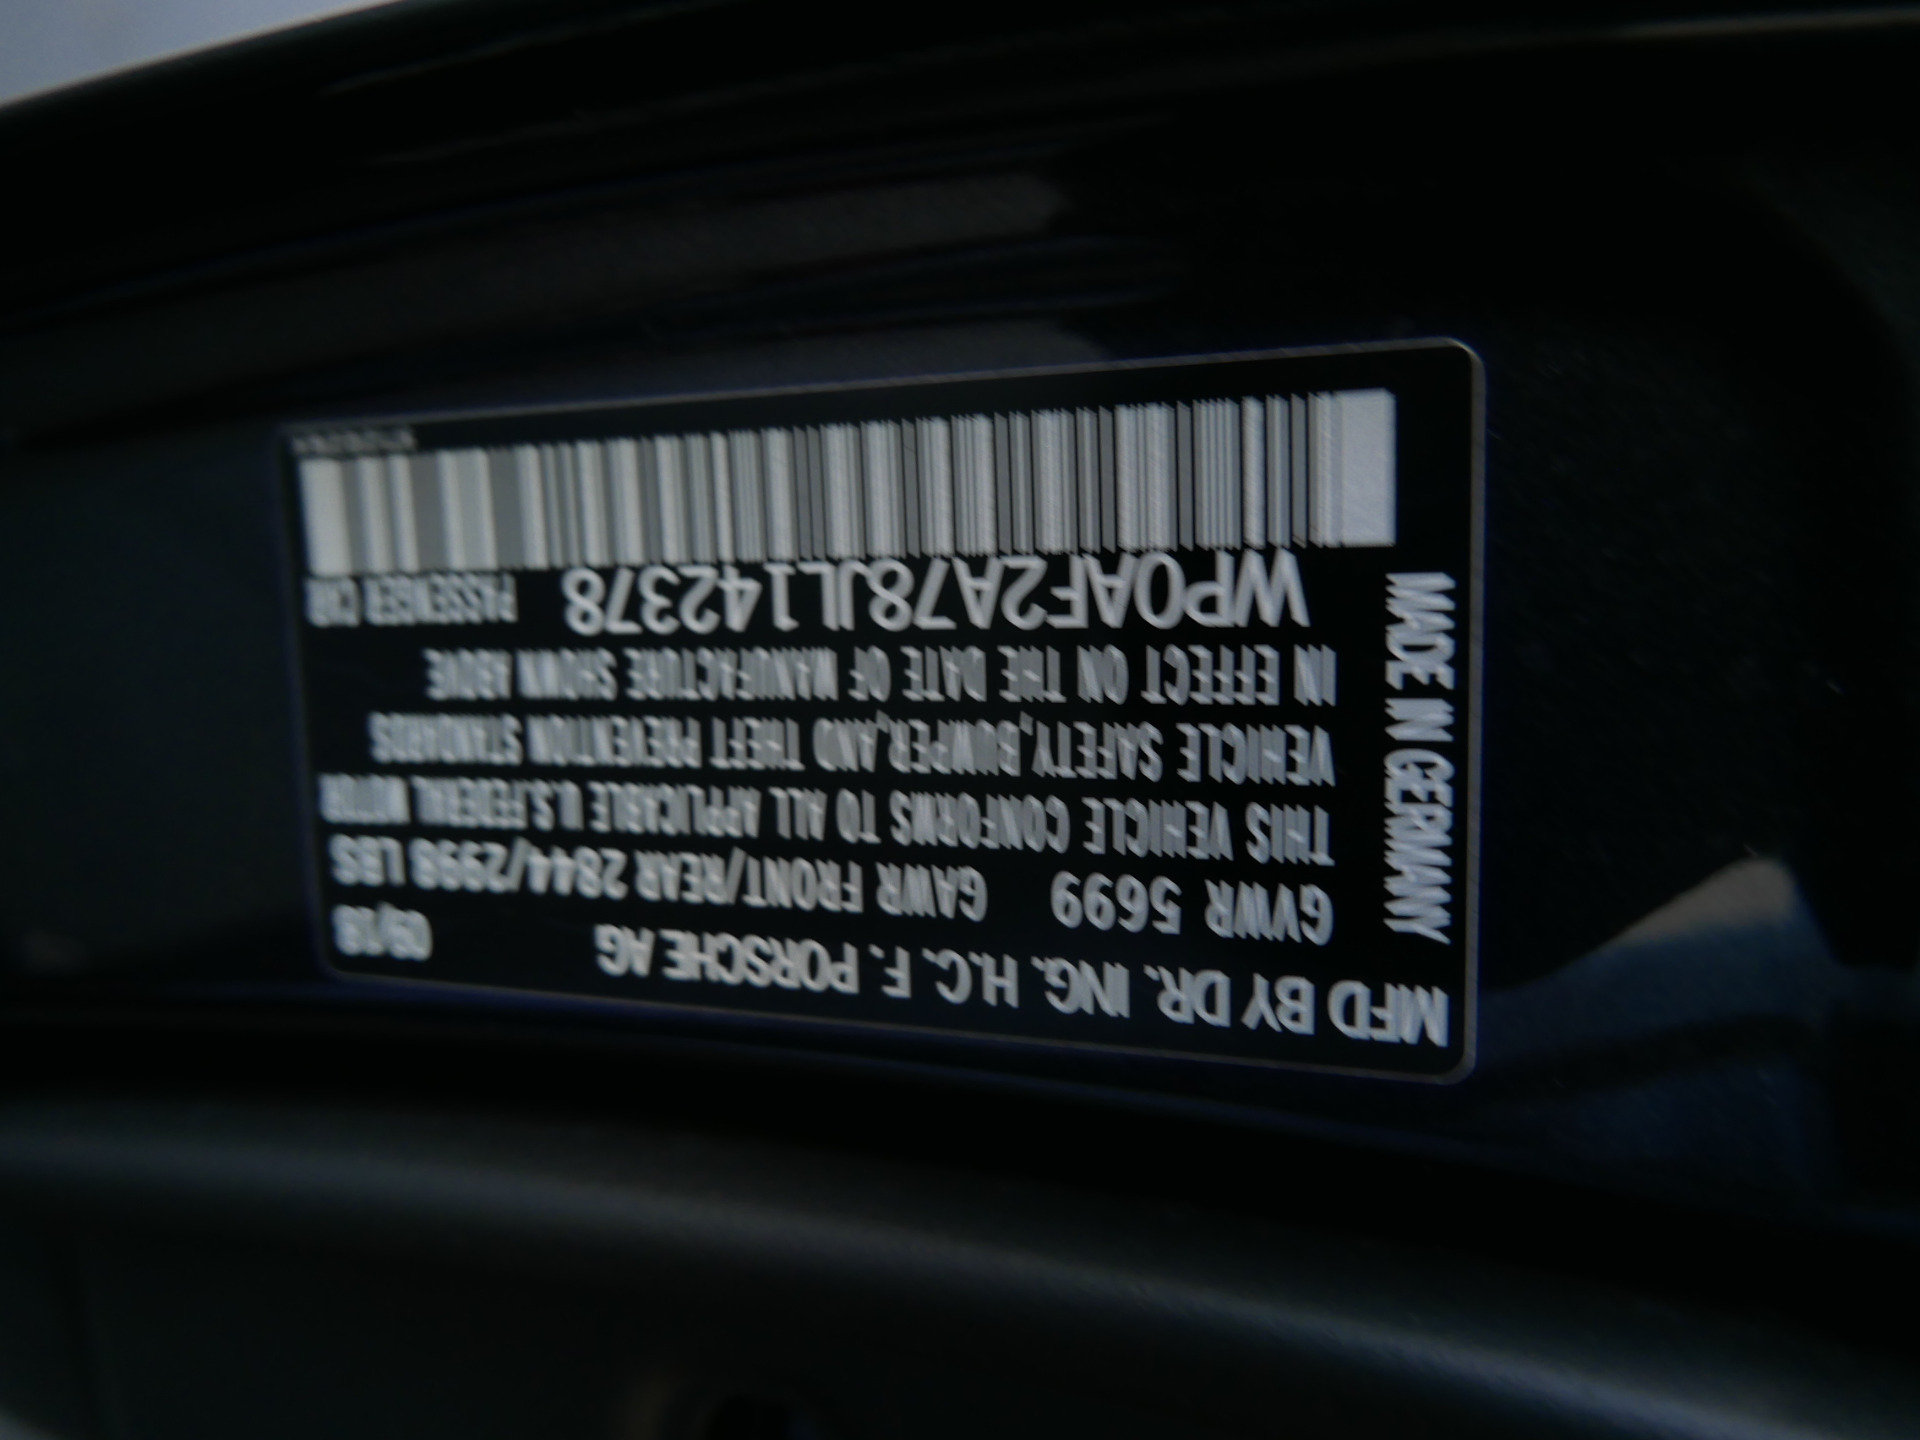 MFD BY DR. ING. H.C. F. PORSCHE AG
GVWR 5699 GAWR FRONT/REAR 2844/2998 LBS
THIS VEHICLE CONFORMS TO ALL APPLICABLE U.S.FEDERAL MOTOR
VEHICLE SAFETY,BUMPER,AND THEFT PREVENTION STANDARDS
IN EFFECT ON THE DATE OF MANUFACTURE SHOWN ABOVE
WP0AF2A78JL142378 PASSENGER CAR
MADE IN GERMANY